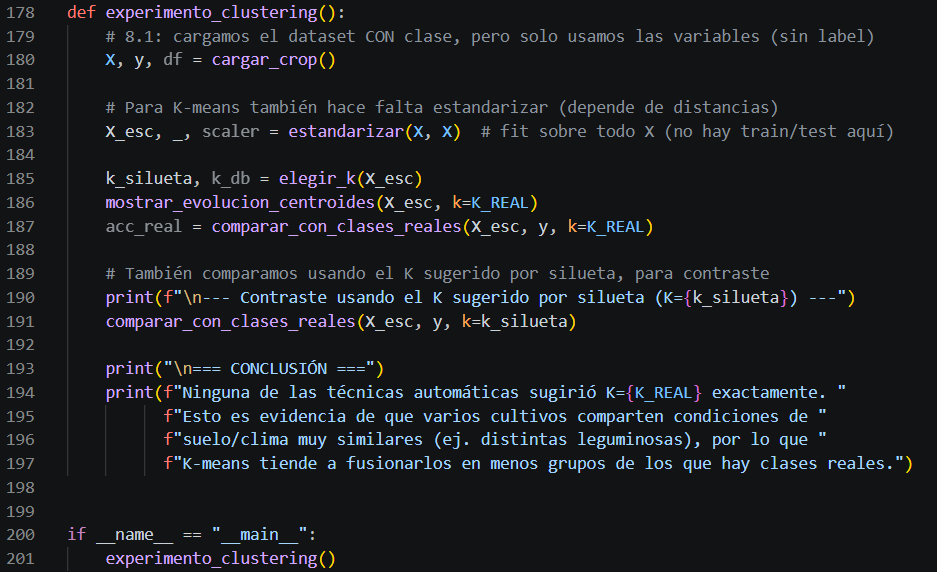 178 def experimento_clustering():
179     # 8.1: cargamos el dataset CON clase, pero solo usamos las variables (sin label)
180     X, y, df = cargar_crop()
181
182     # Para K-means también hace falta estandarizar (depende de distancias)
183     X_esc, _, scaler = estandarizar(X, X)  # fit sobre todo X (no hay train/test aquí)
184
185     k_silueta, k_db = elegir_k(X_esc)
186     mostrar_evolucion_centroides(X_esc, k=K_REAL)
187     acc_real = comparar_con_clases_reales(X_esc, y, k=K_REAL)
188
189     # También comparamos usando el K sugerido por silueta, para contraste
190     print(f"\n--- Contraste usando el K sugerido por silueta (K={k_silueta}) ---")
191     comparar_con_clases_reales(X_esc, y, k=k_silueta)
192
193     print("\n=== CONCLUSIÓN ===")
194     print(f"Ninguna de las técnicas automáticas sugirió K={K_REAL} exactamente. "
195           f"Esto es evidencia de que varios cultivos comparten condiciones de "
196           f"suelo/clima muy similares (ej. distintas leguminosas), por lo que "
197           f"K-means tiende a fusionarlos en menos grupos de los que hay clases reales.")
198
199
200 if __name__ == "__main__":
201     experimento_clustering()